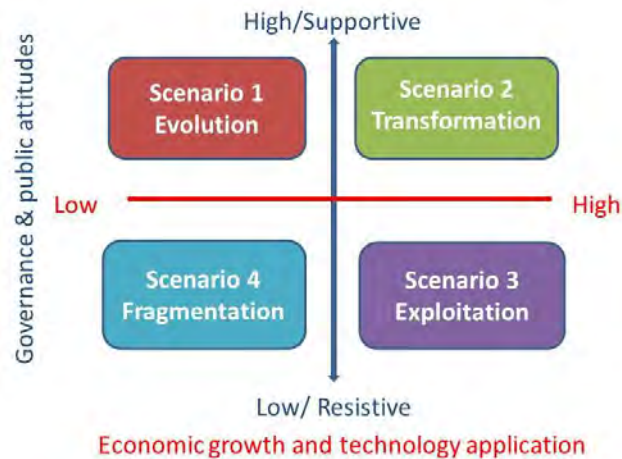 High/Supportive
Governance & public attitudes
Scenario 1
Evolution
Scenario 2
Transformation
Low
High
Scenario 4
Fragmentation
Scenario 3
Exploitation
Low/ Resistive
Economic growth and technology application